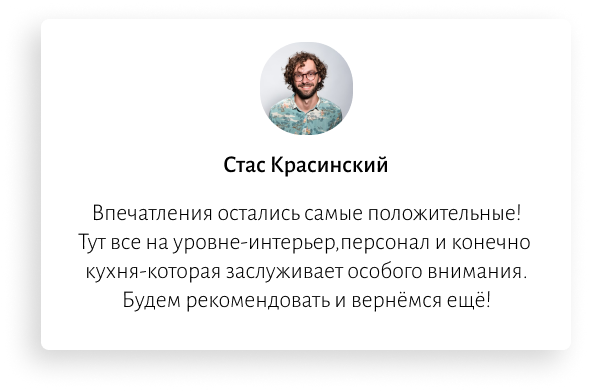 Стас Красинский
Впечатления остались самые положительные!
Тут все на уровне-интерьер,персонал и конечно
кухня-которая заслуживает особого внимания.
Будем рекомендовать и вернёмся ещё!